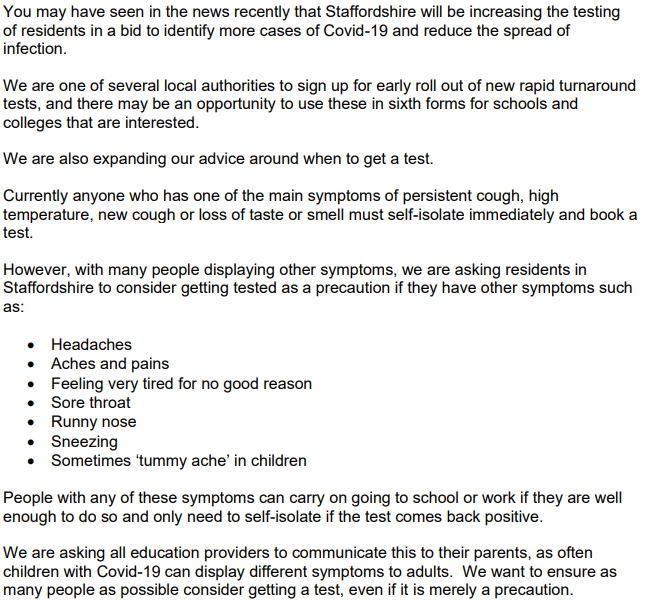 You may have seen in the news recently that Staffordshire will be increasing the testing
of residents in a bid to identify more cases of Covid-19 and reduce the spread of
infection.
We are one of several local authorities to sign up for early roll out of new rapid turnaround
tests, and there may be an opportunity to use these in sixth forms for schools and
colleges that are interested.
We are also expanding our advice around when to get a test.
Currently anyone who has one of the main symptoms of persistent cough, high
temperature, new cough or loss of taste or smell must self-isolate immediately and book a
test.
However, with many people displaying other symptoms, we are asking residents in
Staffordshire to consider getting tested as a precaution if they have other symptoms such
as:
• Headaches
• Aches and pains
• Feeling very tired for no good reason
• Sore throat
• Runny nose
• Sneezing
• Sometimes ‘tummy ache’ in children
People with any of these symptoms can carry on going to school or work if they are well
enough to do so and only need to self-isolate if the test comes back positive.
We are asking all education providers to communicate this to their parents, as often
children with Covid-19 can display different symptoms to adults.  We want to ensure as
many people as possible consider getting a test, even if it is merely a precaution.